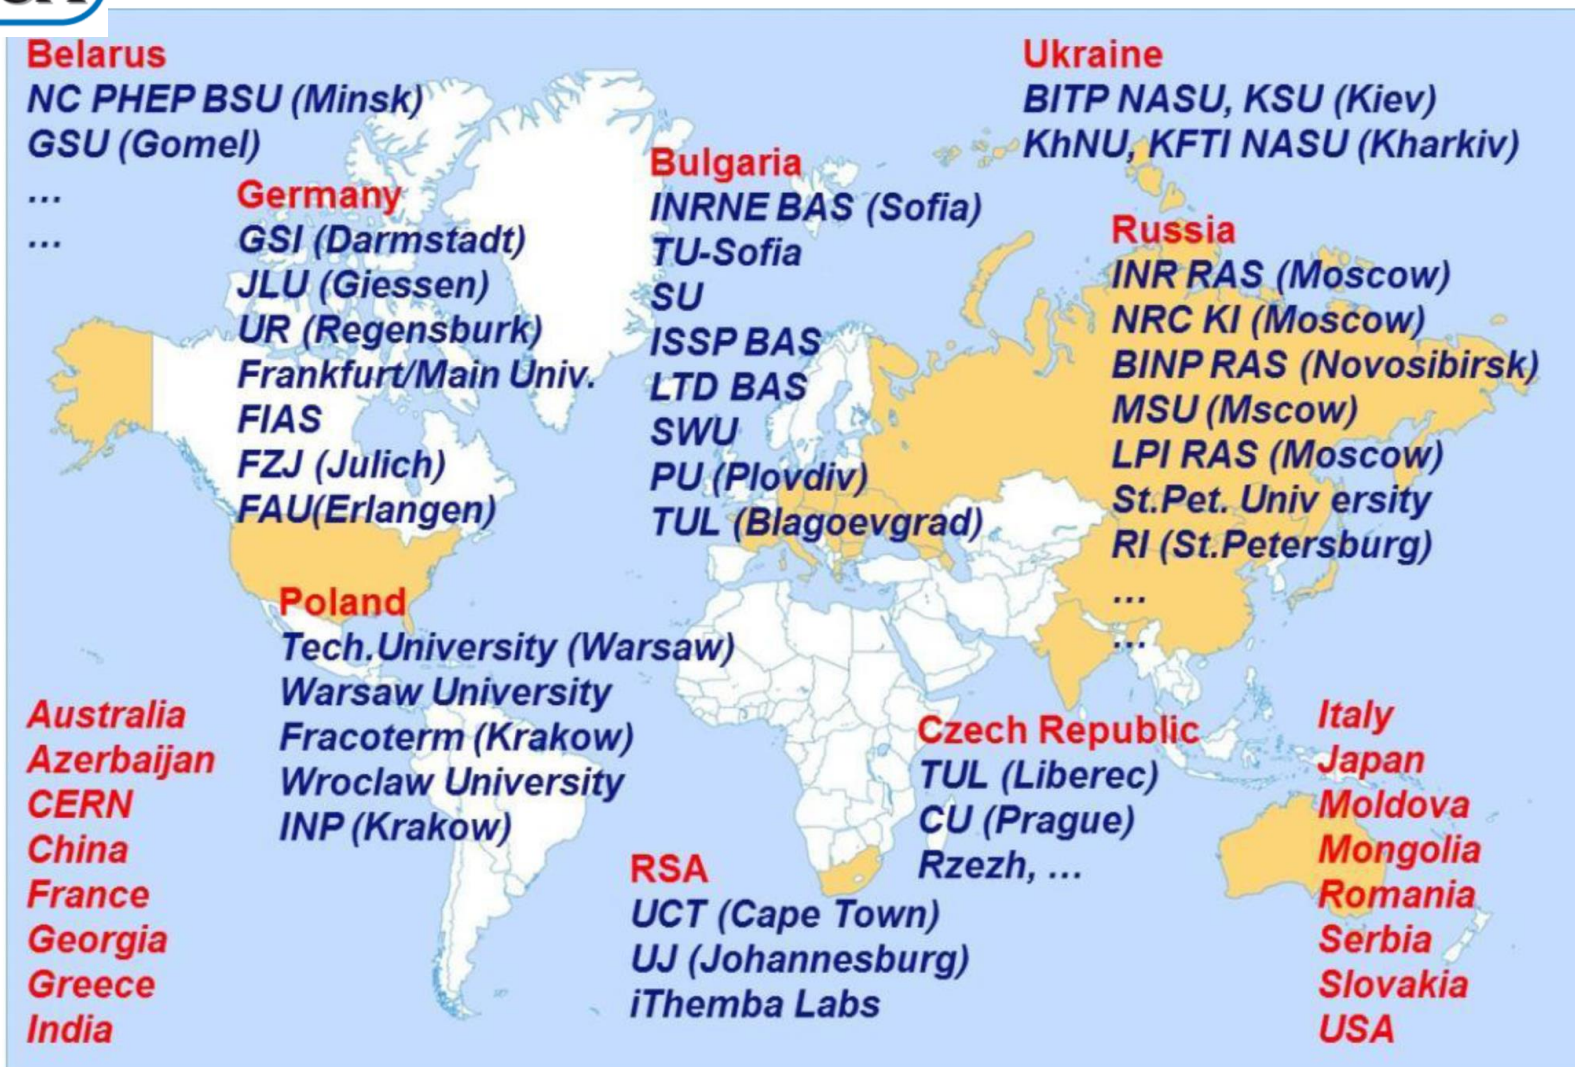 Belarus
NC PHEP BSU (Minsk)
GSU (Gomel)
...
...
Germany
GSI (Darmstadt)
JLU (Giessen)
UR (Regensburk)
Frankfurt/Main Univ.
FIAS
FZJ (Julich)
FAU(Erlangen)
Bulgaria
INRNE BAS (Sofia)
TU-Sofia
SU
ISSP BAS
LTD BAS
SWU
PU (Plovdiv)
TUL (Blagoevgrad)
Ukraine
BITP NASU, KSU (Kiev)
KhNU, KFTI NASU (Kharkiv)
Russia
INR RAS (Moscow)
NRC KI (Moscow)
BINP RAS (Novosibirsk)
MSU (Mscow)
LPI RAS (Moscow)
St.Pet. Univ ersity
RI (St.Petersburg)
...
...
Poland
Tech.University (Warsaw)
Warsaw University
Fracoterm (Krakow)
Wroclaw University
INP (Krakow)
Australia
Azerbaijan
CERN
China
France
Georgia
Greece
India
RSA
UCT (Cape Town)
UJ (Johannesburg)
iThemba Labs
Czech Republic
TUL (Liberec)
CU (Prague)
Rzezh, ...
Italy
Japan
Moldova
Mongolia
Romania
Serbia
Slovakia
USA